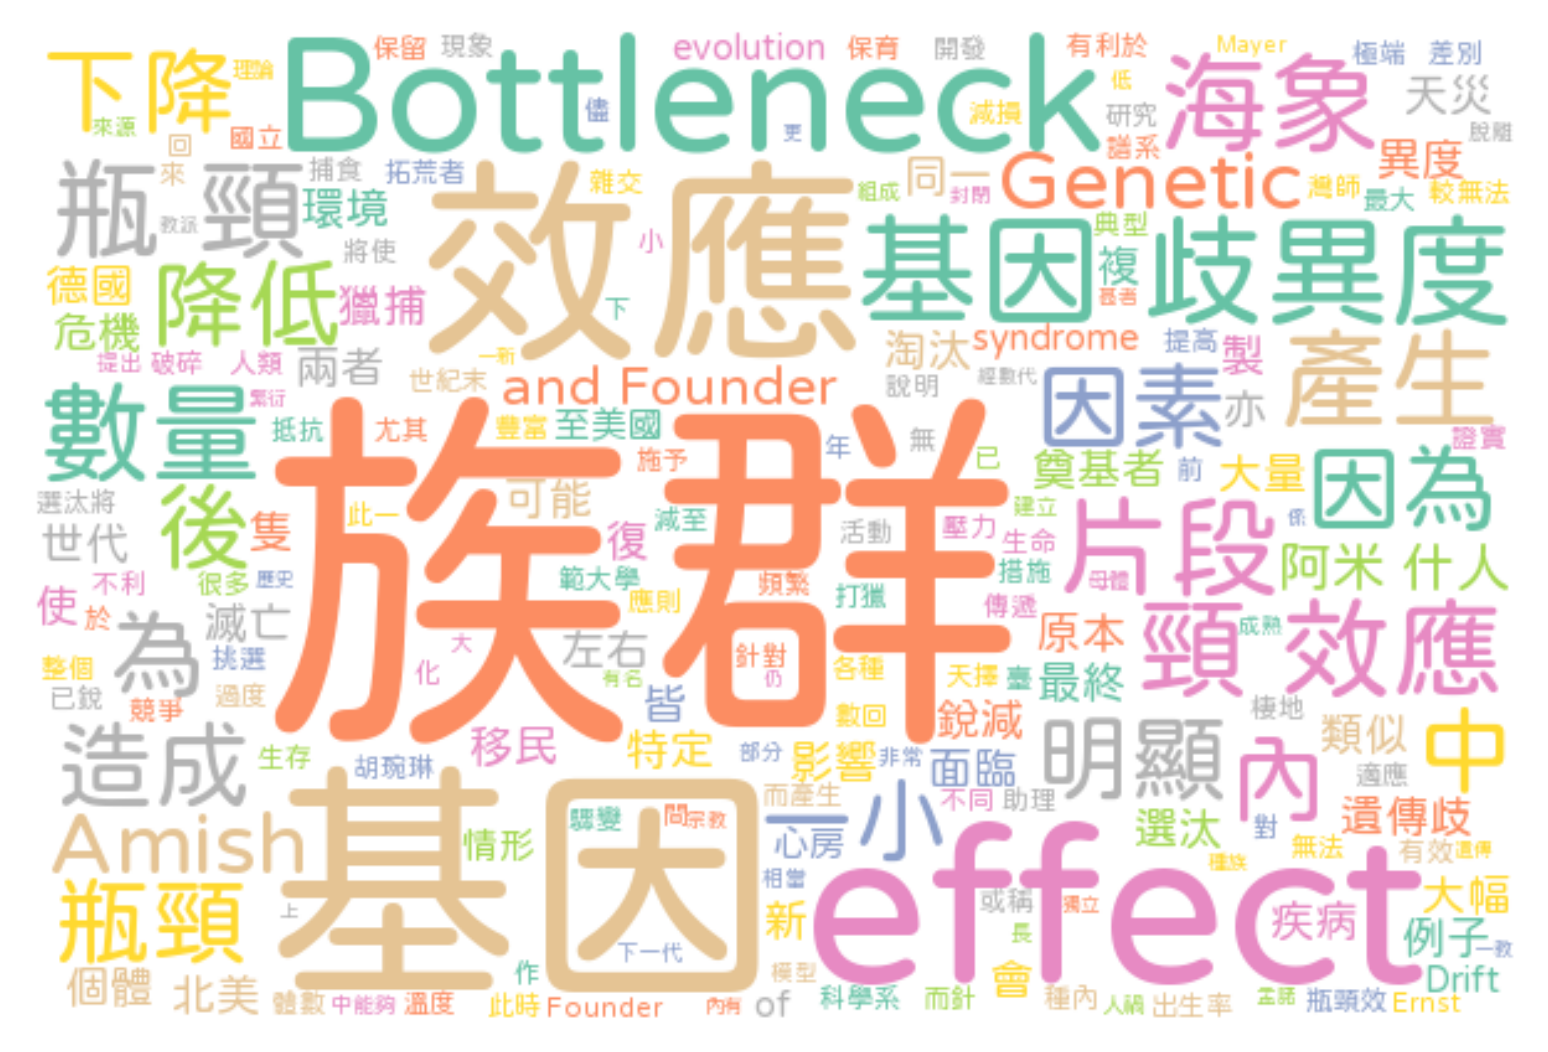 下降 理論 Bottleneck 保留 現象 evolution 保育 開發 有利於 Mayer 極端 差別
來源 回 國立 儘 更 減損 低 研究 譜系 海象 天災 脫離
瓶頸 來 教派 捕食 拓荒者 效應 雜交 組成 同一 封閉 Genetic 灣師 最大 異度 較無法
環境 將使 小 基因歧異度 典型 複 甚者
德國 降低 獵捕 下 淘汰 syndrome 提高 製 產生
危機 提出 破碎 人類 兩者 一新 世紀末 and Founder 說明 經數代 因素 亦
數量 繁衍 抵抗 尤其 豐富 至美國 年 無 已 奠基者 前 大量 因為 證實
選汰將 後 隻 此一 族群 可能 施予 減至 活動 壓力 建立 生命 片段 係
世代 很多 歷史 復 範大學 頻繁 打獵 措施 母體 阿米 什人
使 不利 於 為 滅亡 應則 傳遞 原本 頸 效應 成熟
整個 挑選 大 左右 針對 仍 各種 天擇 臺 最終
已銳 競爭 過度 化 有名 皆 數回 銳減 棲地 類似 中
造成 生存 胡琬琳 移民 特定 部分 影響 非常 面臨 明顯 內 適應
Amish 基因 情形 驟變 問 宗教 而產生 一 小 不同 助理 選汰 對 遺傳歧
心房 相當 種族 無法 有效 遺傳
瓶頸 上 下一代 新 effect 或稱 獨立 長 疾病 大幅 例子 一教
個體 北美 體數 中能夠 溫度 作 此時 Founder 內有 模型 of 科學系 而針 會 種內 人禍 出生率 孟諾 瓶頸效 Drift Ernst